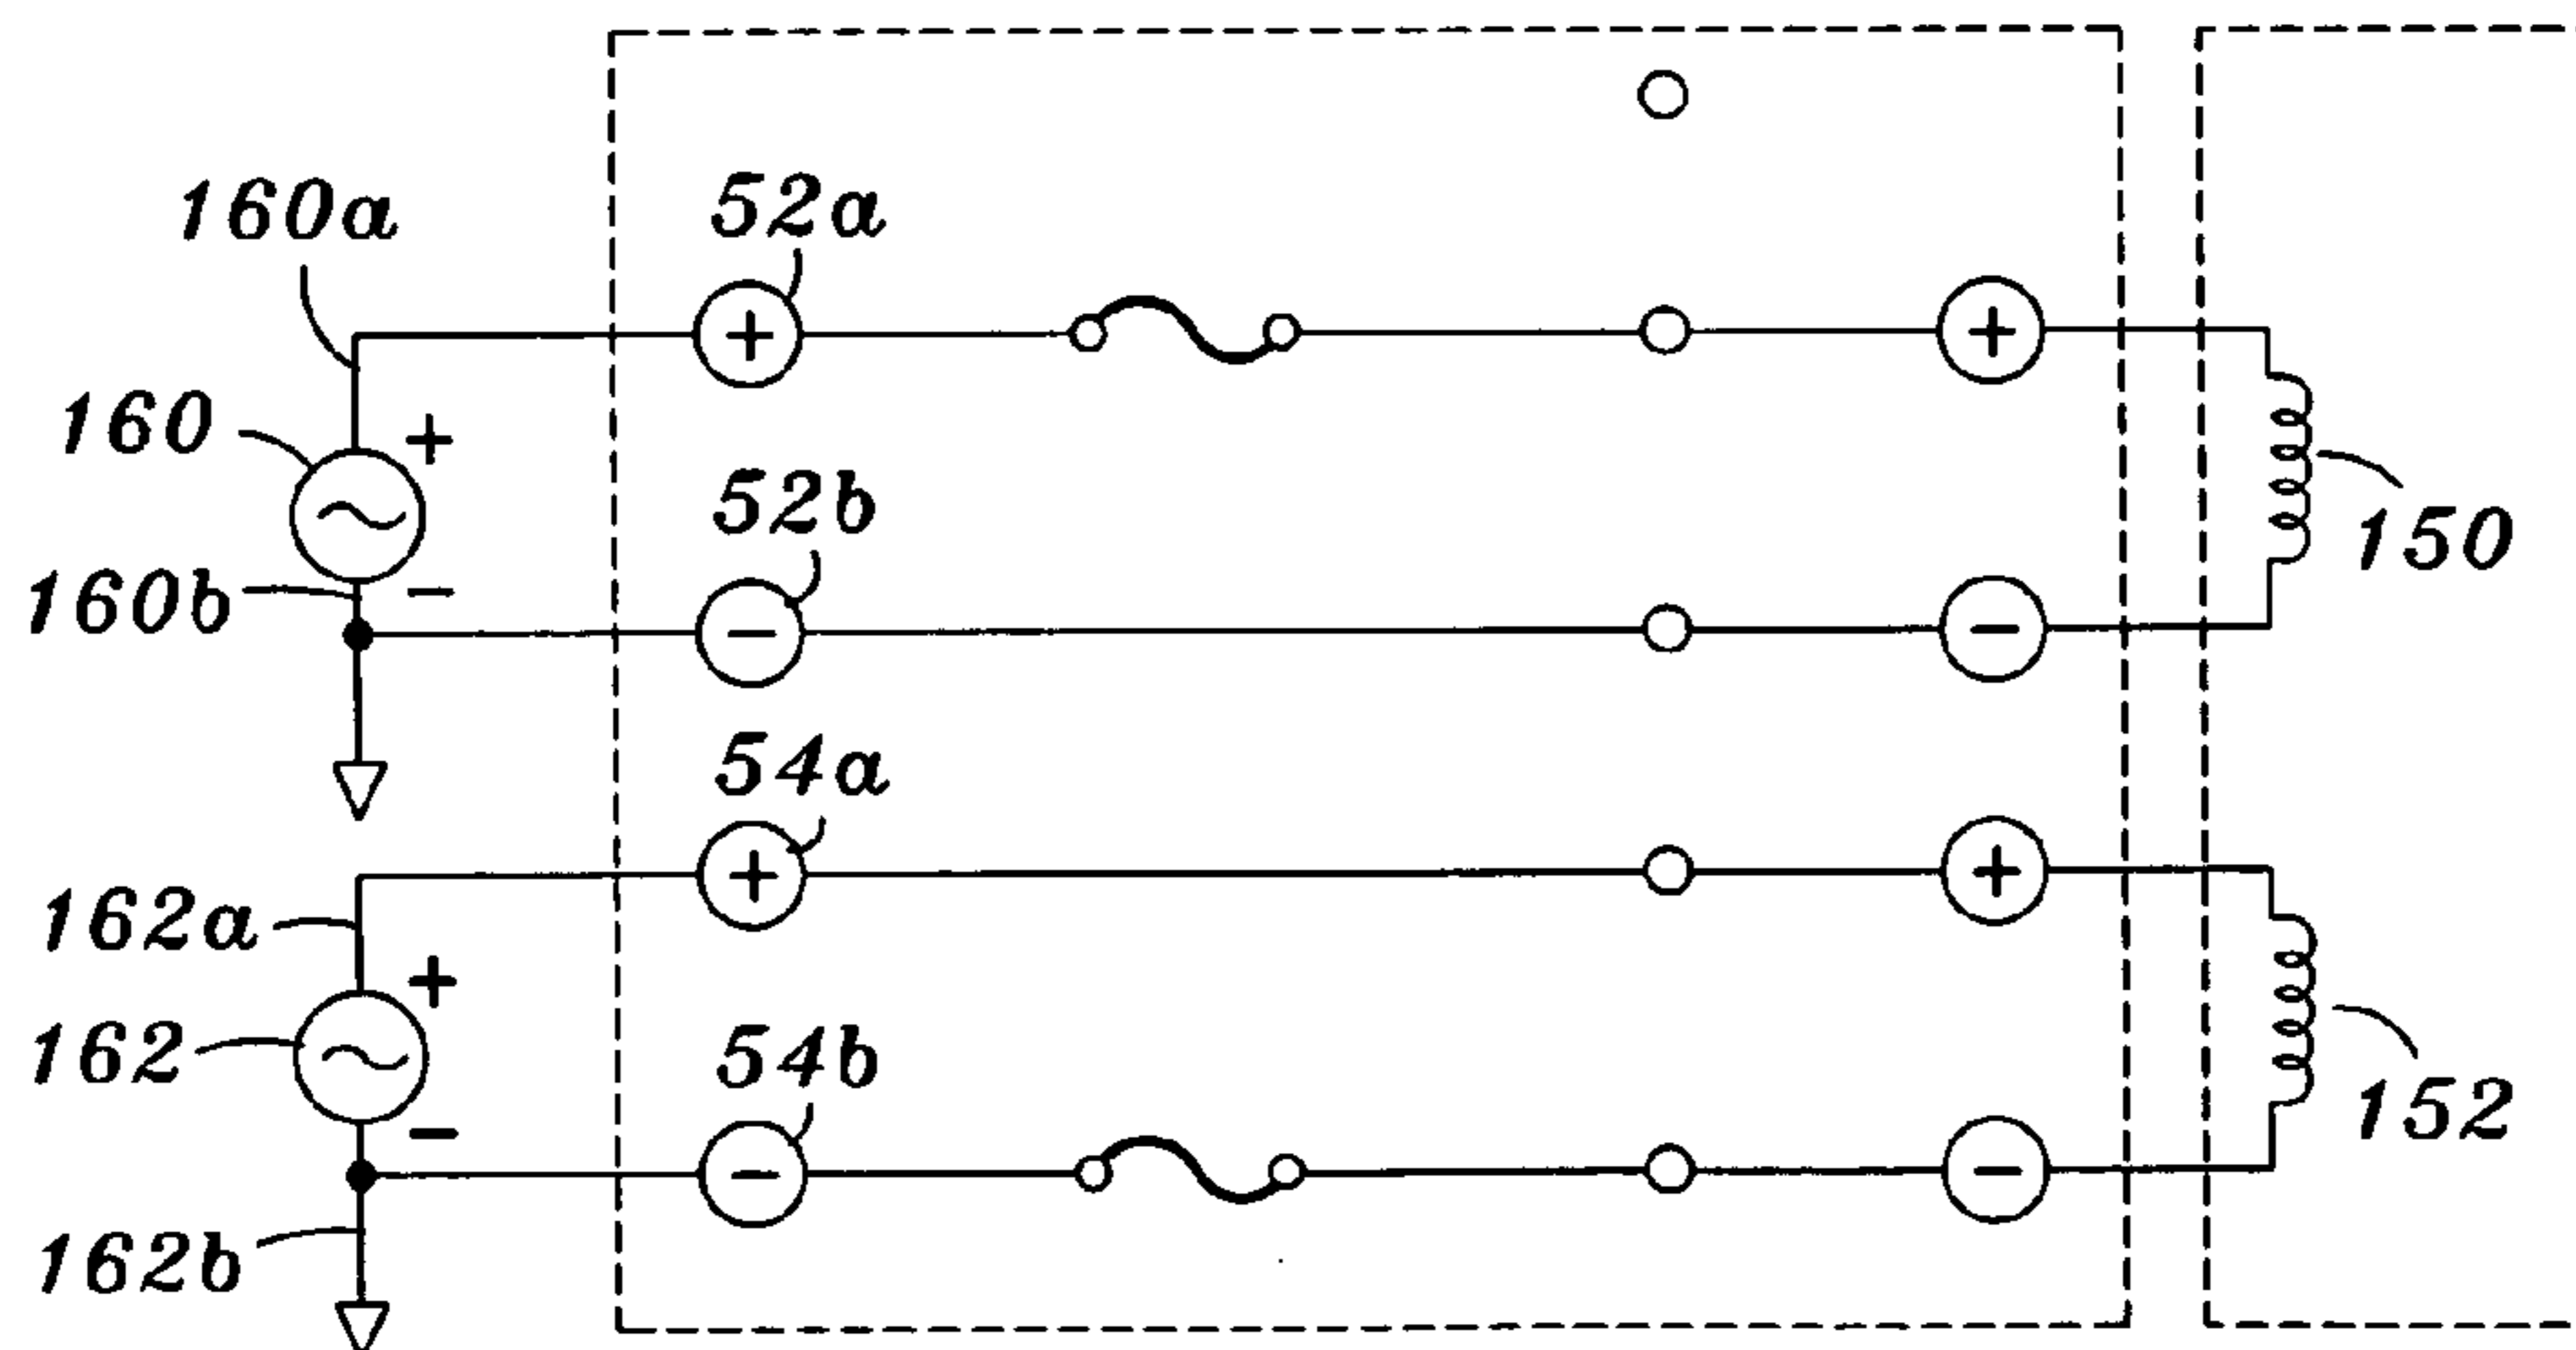 160a
52a
160
+
+
+
52b
160b
−
−
−
150
54a
162a
+
+
+
162
54b
152
−
−
−
162b